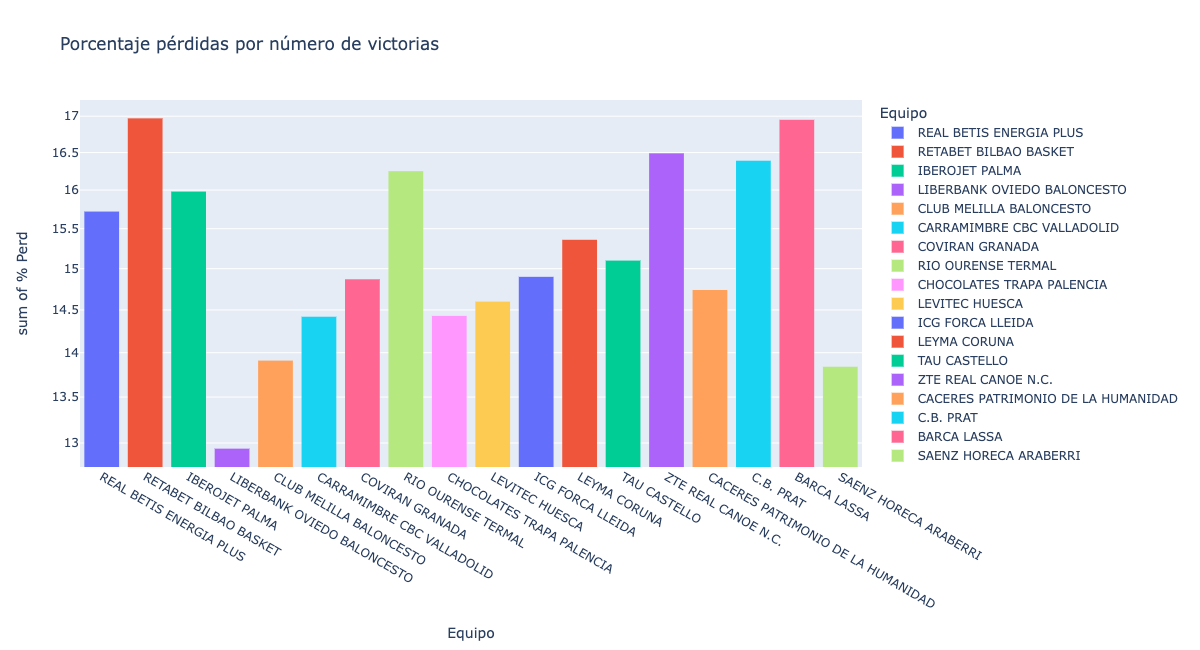 Porcentaje pérdidas por número de victorias
sum of % Perd
17
16.5
16
15.5
15
14.5
14
13.5
13
REAL BETIS ENERGIA PLUS
RETABET BILBAO BASKET
IBEROJET PALMA
LIBERBANK OVIEDO BALONCESTO
CLUB MELILLA BALONCESTO
CARRAMIMBRE CBC VALLADOLID
COVIRAN GRANADA
RIO OURENSE TERMAL
CHOCOLATES TRAPA PALENCIA
LEVITEC HUESCA
ICG FORCA LLEIDA
LEYMA CORUNA
TAU CASTELLO
ZTE REAL CANOE N.C.
CACERES PATRIMONIO DE LA HUMANIDAD
C.B. PRAT
BARCA LASSA
SAENZ HORECA ARABERRI
Equipo
Equipo
REAL BETIS ENERGIA PLUS
RETABET BILBAO BASKET
IBEROJET PALMA
LIBERBANK OVIEDO BALONCESTO
CLUB MELILLA BALONCESTO
CARRAMIMBRE CBC VALLADOLID
COVIRAN GRANADA
RIO OURENSE TERMAL
CHOCOLATES TRAPA PALENCIA
LEVITEC HUESCA
ICG FORCA LLEIDA
LEYMA CORUNA
TAU CASTELLO
ZTE REAL CANOE N.C.
CACERES PATRIMONIO DE LA HUMANIDAD
C.B. PRAT
BARCA LASSA
SAENZ HORECA ARABERRI